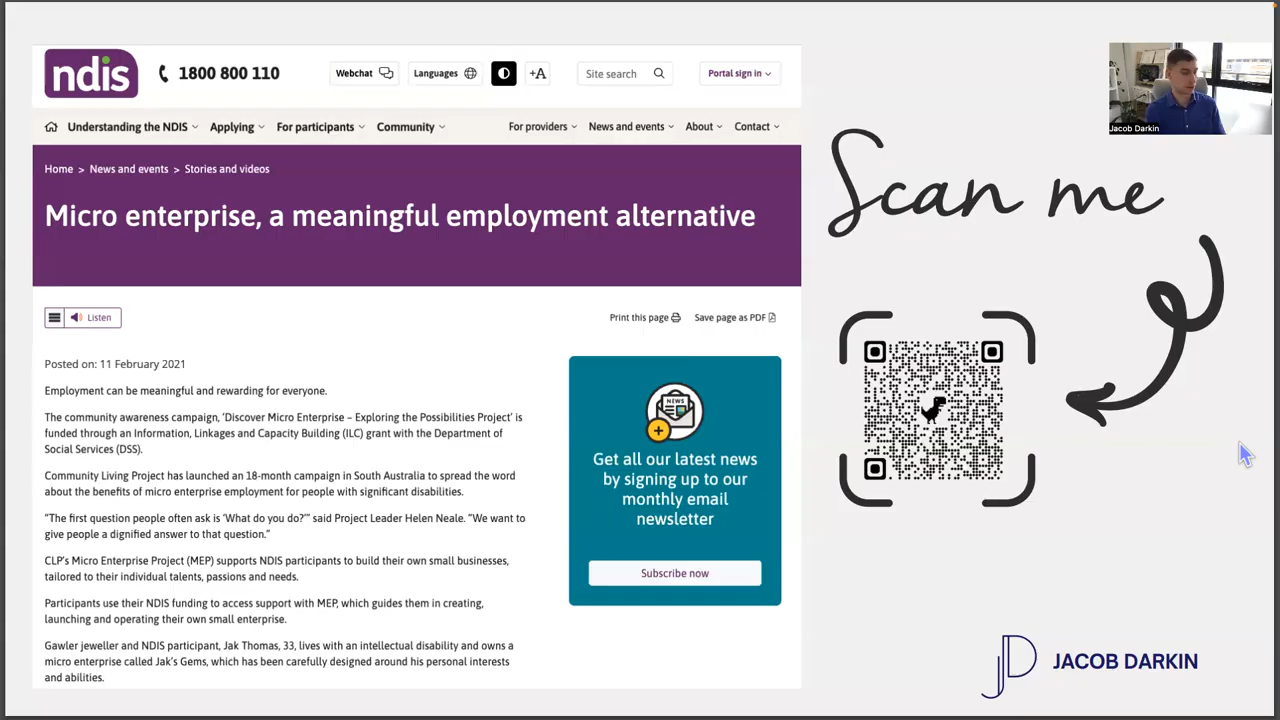 ndis
1800 800 110
Webchat
Languages
+A
Site search
Portal sign in
Understanding the NDIS
Applying
For participants
Community
For providers
News and events
About
Contact
Home > News and events > Stories and videos
Micro enterprise, a meaningful employment alternative
Listen
Print this page
Save page as PDF
Posted on: 11 February 2021
Employment can be meaningful and rewarding for everyone.
The community awareness campaign, ‘Discover Micro Enterprise – Exploring the Possibilities Project’ is
funded through an Information, Linkages and Capacity Building (ILC) grant with the Department of
Social Services (DSS).
Community Living Project has launched an 18-month campaign in South Australia to spread the word
about the benefits of micro enterprise employment for people with significant disabilities.
“The first question people often ask is ‘What do you do?’” said Project Leader Helen Neale. “We want to
give people a dignified answer to that question.”
CLP’s Micro Enterprise Project (MEP) supports NDIS participants to build their own small businesses,
tailored to their individual talents, passions and needs.
Participants use their NDIS funding to access support with MEP, which guides them in creating,
launching and operating their own small enterprise.
Gawler jeweller and NDIS participant, Jak Thomas, 33, lives with an intellectual disability and owns a
micro enterprise called Jak’s Gems, which has been carefully designed around his personal interests
and abilities.
NEWS
Get all our latest news
by signing up to our
monthly email
newsletter
Subscribe now
Jacob Darkin
Scan me
JD
JACOB DARKIN